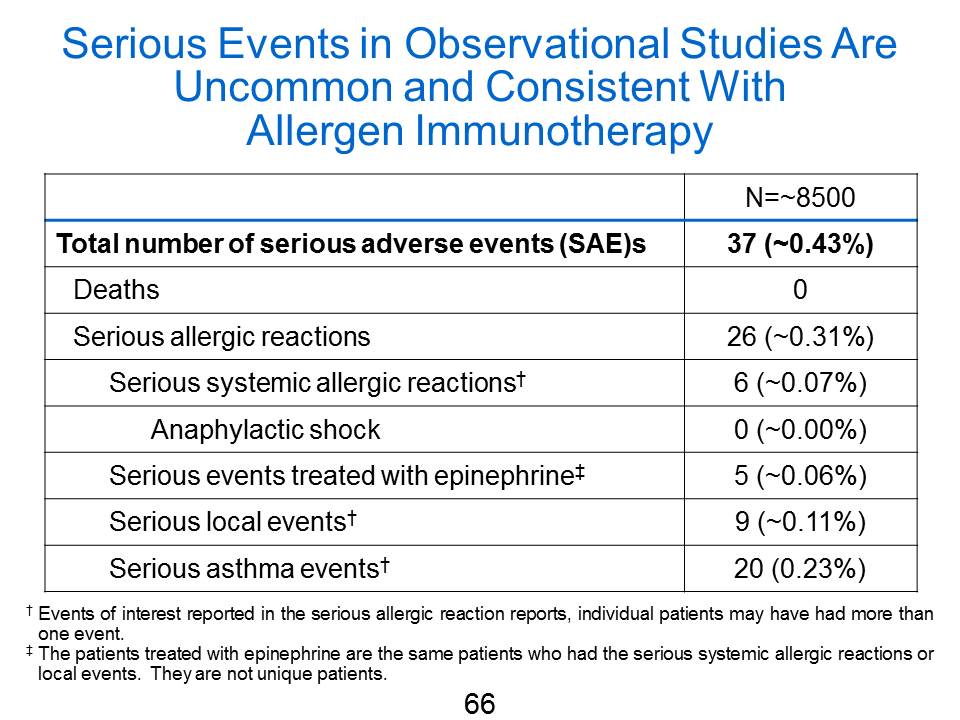 Serious Events in Observational Studies Are
Uncommon and Consistent With
Allergen Immunotherapy
N=~8500
Total number of serious adverse events (SAE)s 37 (~0.43%)
Deaths 0
Serious allergic reactions 26 (~0.31%)
Serious systemic allergic reactions† 6 (~0.07%)
Anaphylactic shock 0 (~0.00%)
Serious events treated with epinephrine‡ 5 (~0.06%)
Serious local events† 9 (~0.11%)
Serious asthma events† 20 (0.23%)
† Events of interest reported in the serious allergic reaction reports, individual patients may have had more than
one event.
‡ The patients treated with epinephrine are the same patients who had the serious systemic allergic reactions or
local events. They are not unique patients.
66